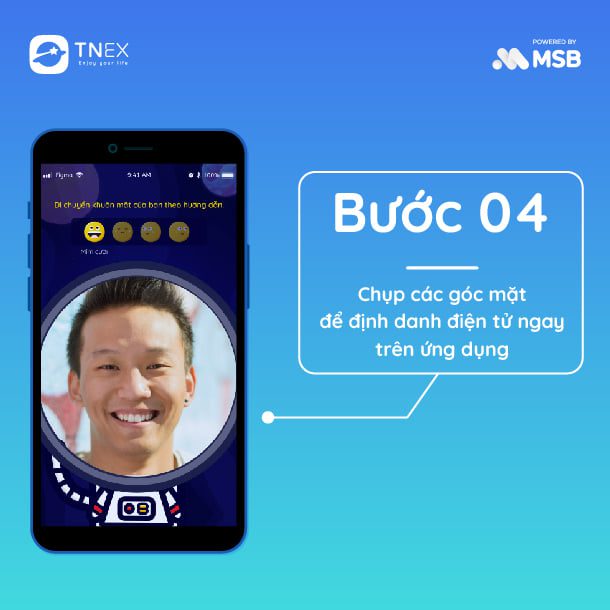 TNEX
Enjoy your life
POWERED BY
MSB
Figma
9:41 AM
100%
Di chuyển khuôn mặt của bạn theo hướng dẫn
Mỉm cười
Bước 04
Chụp các góc mặt
để định danh điện tử ngay
trên ứng dụng